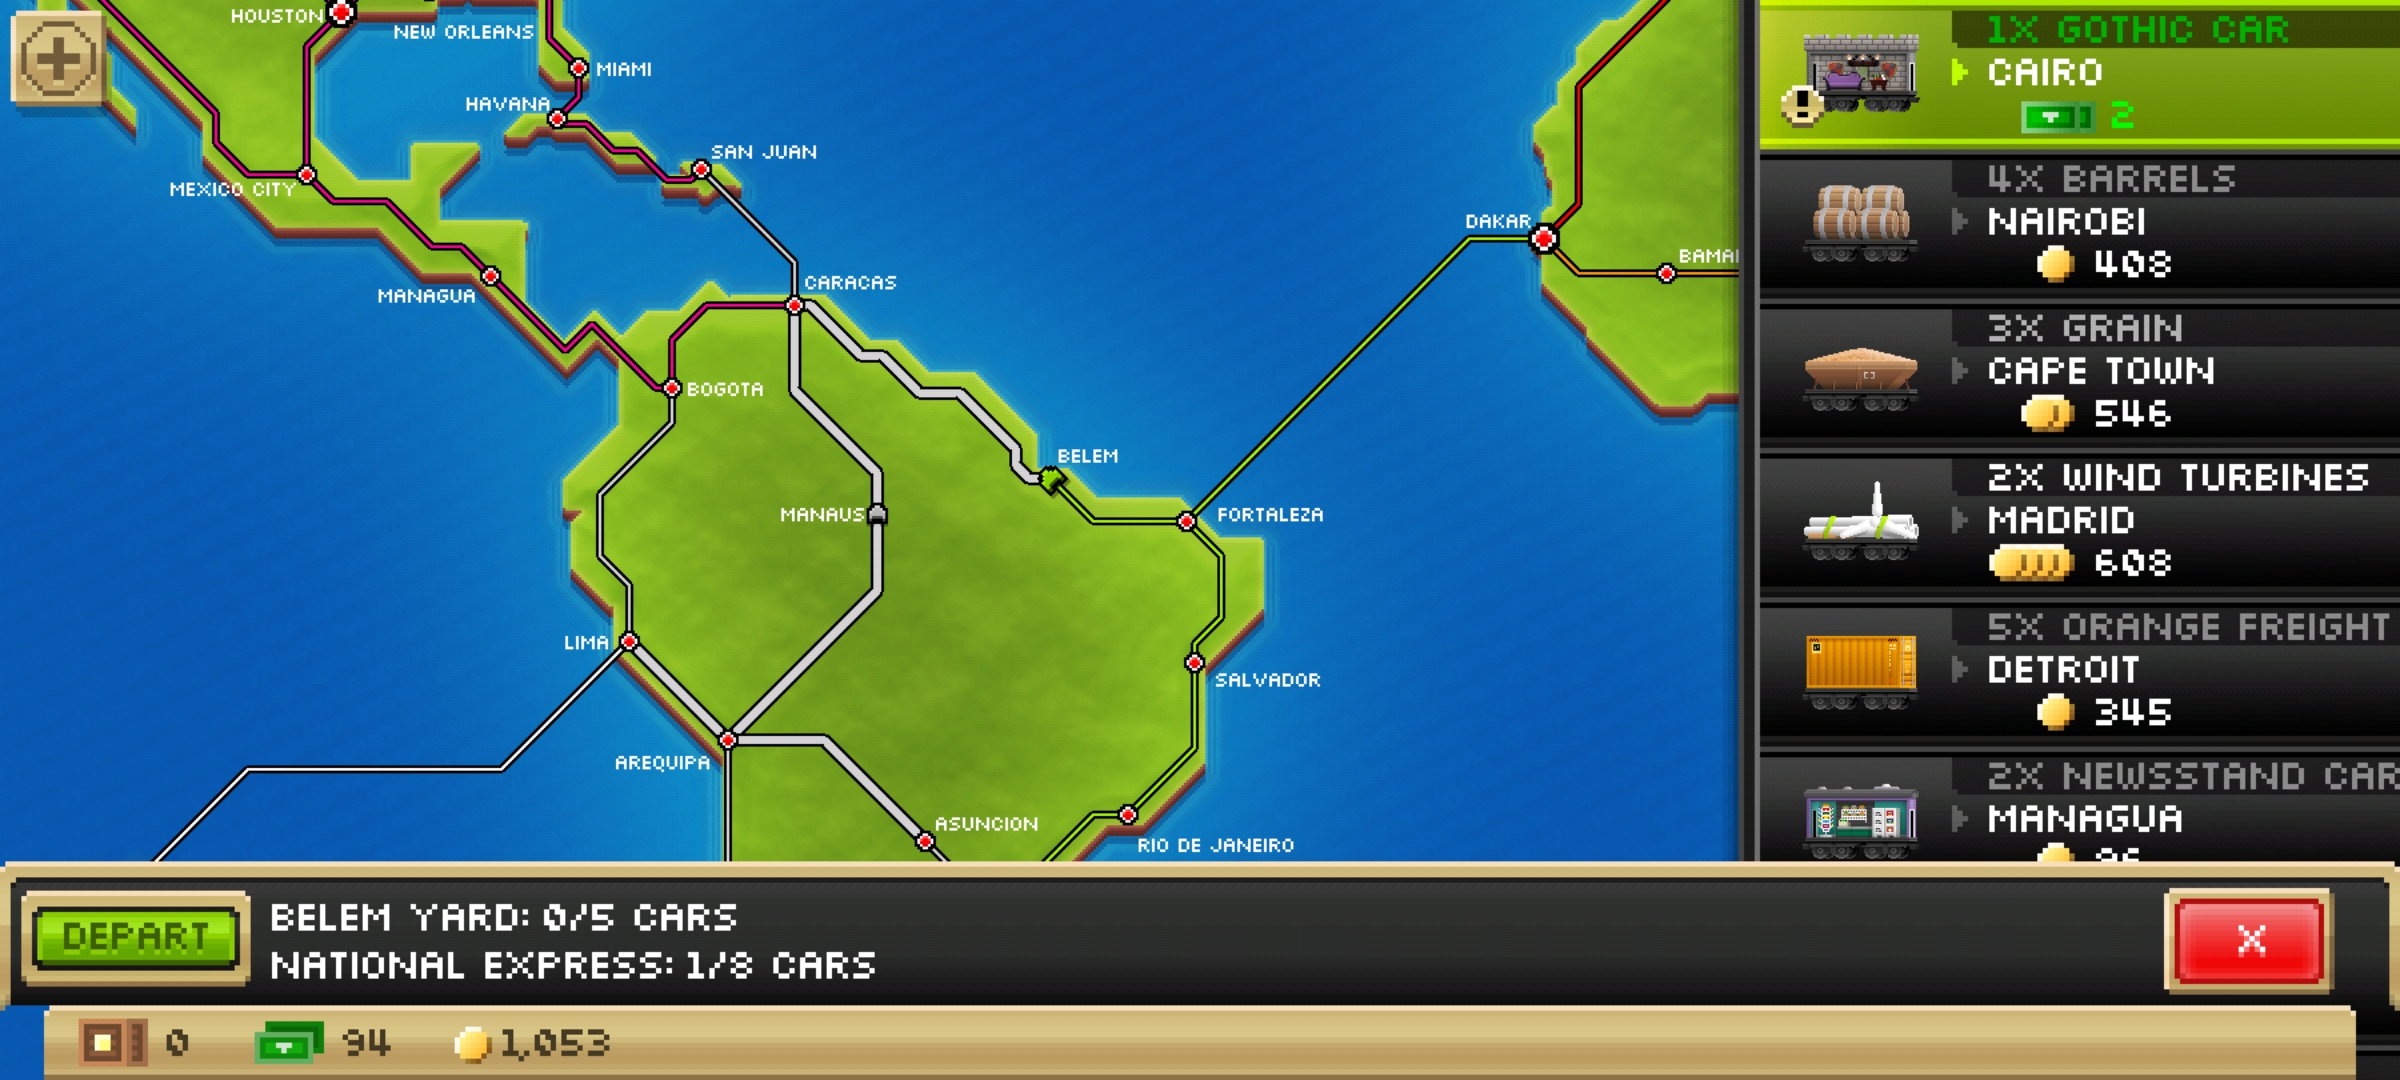 HOUSTON
NEW ORLEANS
MIAMI
HAVANA
SAN JUAN
MEXICO CITY
DAKAR
MANAGUA
CARACAS
BOGOTA
BELEM
MANAUS
FORTALEZA
LIMA
SALVADOR
AREQUIPA
ASUNCION
RIO DE JANEIRO
1X GOTHIC CAR
CAIRO
2
4X BARRELS
NAIROBI
408
3X GRAIN
CAPE TOWN
546
2X WIND TURBINES
MADRID
608
5X ORANGE FREIGHT
DETROIT
345
2X NEWSSTAND CAR
MANAGUA
DEPART
BELEM YARD: 0/5 CARS
NATIONAL EXPRESS: 1/8 CARS
X
0
94
1,053